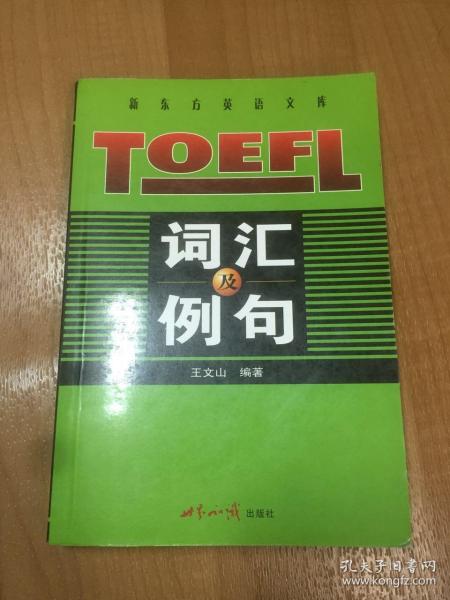 新东方英语文库
TOEFL
词汇
及
例句
王文山 编著
世界知识 出版社
孔夫子旧书网
www.kongfz.com